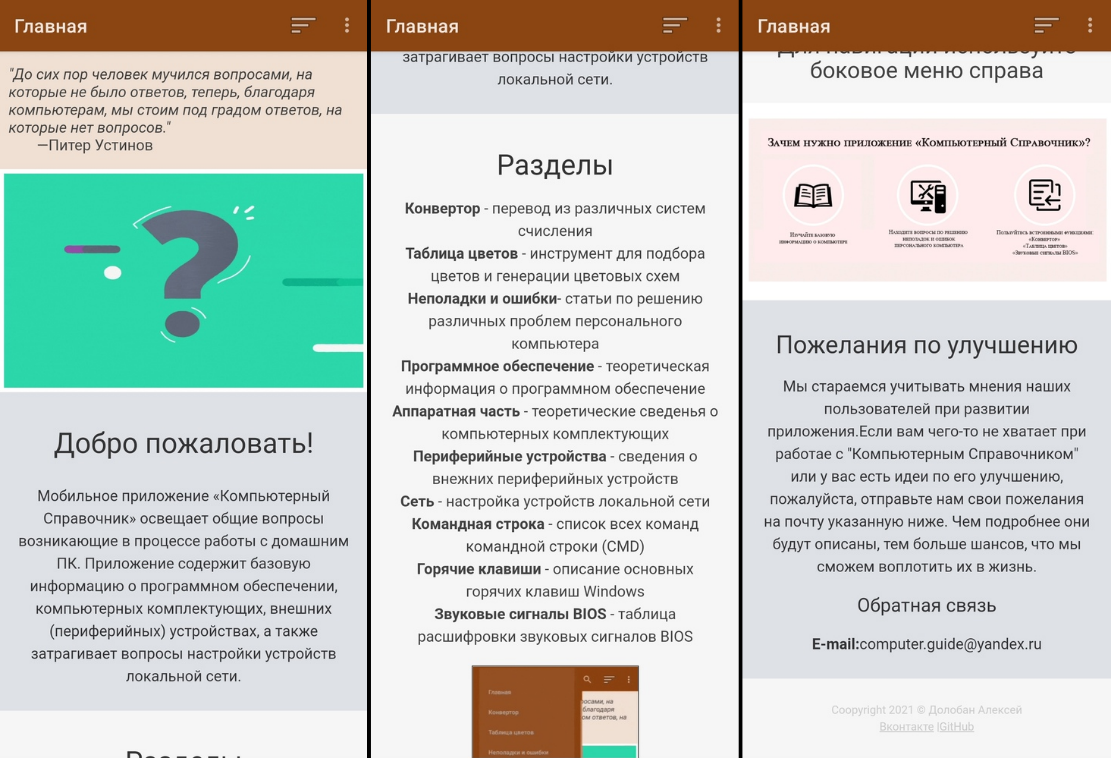 Главная
"До сих пор человек мучился вопросами, на
которые не было ответов, теперь, благодаря
компьютерам, мы стоим под градом ответов, на
которые нет вопросов."
—Питер Устинов
Добро пожаловать!
Мобильное приложение «Компьютерный
Справочник» освещает общие вопросы
возникающие в процессе работы с домашним
ПК. Приложение содержит базовую
информацию о программном обеспечении,
компьютерных комплектующих, внешних
(периферийных) устройствах, а также
затрагивает вопросы настройки устройств
локальной сети.
Разделы
Главная
затрагивает вопросы настройки устройств
локальной сети.
Разделы
Конвертор - перевод из различных систем
счисления
Таблица цветов - инструмент для подбора
цветов и генерации цветовых схем
Неполадки и ошибки- статьи по решению
различных проблем персонального
компьютера
Программное обеспечение - теоретическая
информация о программном обеспечение
Аппаратная часть - теоретические сведенья о
компьютерных комплектующих
Периферийные устройства - сведения о
внешних периферийных устройств
Сеть - настройка устройств локальной сети
Командная строка - список всех команд
командной строки (CMD)
Горячие клавиши - описание основных
горячих клавиш Windows
Звуковые сигналы BIOS - таблица
расшифровки звуковых сигналов BIOS
Главная
Конвертор
Таблица цветов
Неполадки и ошибки
осами, на
благодаря
ом ответов, на
Главная
Для навигации используйте
боковое меню справа
Зачем нужно приложение «Компьютерный Справочник»?
Изучайте базовую
информацию о компьютере
Находите вопросы по решению
неполадок и ошибок
персонального компьютера
Пользуйтесь встроенными функциями:
«Конвертор»
«Таблица цветов»
«Звуковые сигналы BIOS»
Пожелания по улучшению
Мы стараемся учитывать мнения наших
пользователей при развитии
приложения.Если вам чего-то не хватает при
работае с "Компьютерным Справочником"
или у вас есть идеи по его улучшению,
пожалуйста, отправьте нам свои пожелания
на почту указанную ниже. Чем подробнее они
будут описаны, тем больше шансов, что мы
сможем воплотить их в жизнь.
Обратная связь
E-mail:computer.guide@yandex.ru
Coopyright 2021 © Долобан Алексей
Вконтакте |GitHub